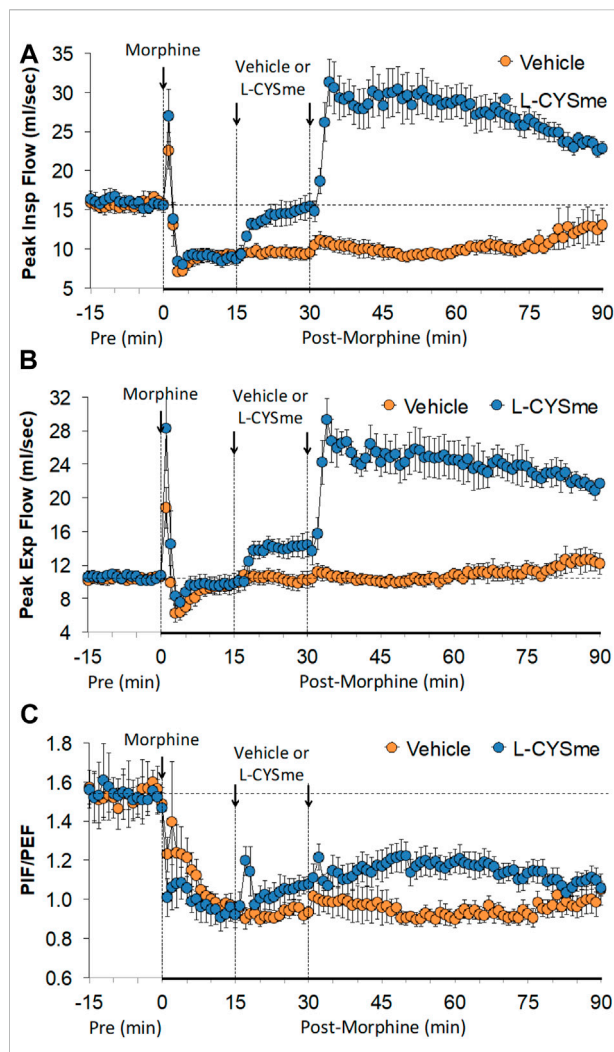 A
Morphine
Vehicle
Vehicle or
L-CYSme
L-CYSme
Peak Insp Flow (ml/sec)
35
30
25
20
15
10
5
-15 0 15 30 45 60 75 90
Pre (min) Post-Morphine (min)
B
Morphine
Vehicle or
L-CYSme
Vehicle L-CYSme
Peak Exp Flow (ml/sec)
32
28
24
20
16
12
8
4
-15 0 15 30 45 60 75 90
Pre (min) Post-Morphine (min)
C
Morphine
Vehicle or
L-CYSme
Vehicle L-CYSme
PIF/PEF
1.8
1.6
1.4
1.2
1.0
0.8
0.6
-15 0 15 30 45 60 75 90
Pre (min) Post-Morphine (min)